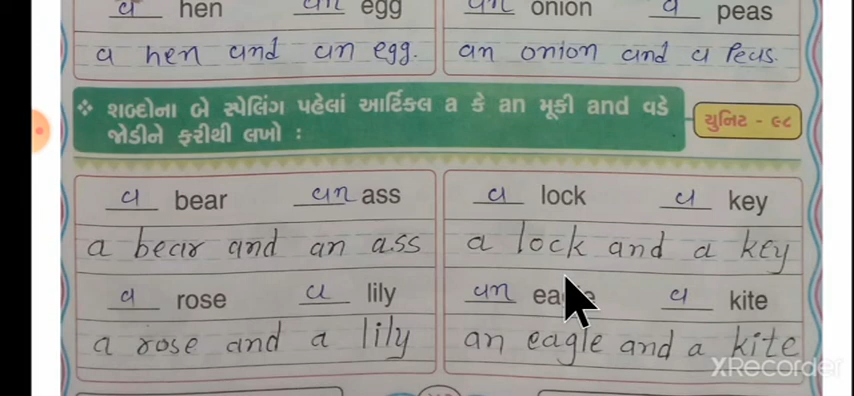 a hen an egg an onion a peas
a hen and an egg. an onion and a Peas.
❖ શબ્દોના બે સ્પેલિંગ પહેલાં આર્ટિકલ a કે an મૂકી and વડે
જોડીને ફરીથી લખો :
યુનિટ - ૯૮
a bear an ass a lock a key
a bear and an ass a lock and a key
a rose a lily an a kite
a rose and a lily an eagle and a kite
XRecorder